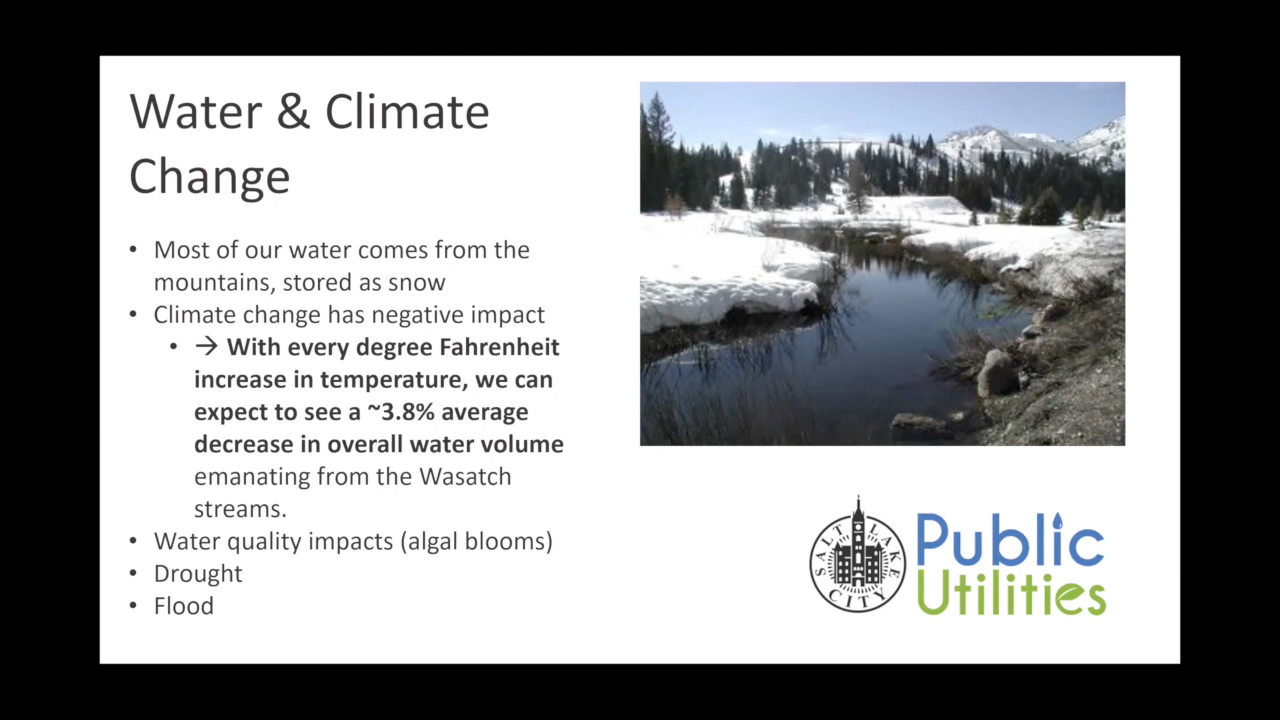 Water & Climate
Change
• Most of our water comes from the
mountains, stored as snow
• Climate change has negative impact
• → With every degree Fahrenheit
increase in temperature, we can
expect to see a ~3.8% average
decrease in overall water volume
emanating from the Wasatch
streams.
• Water quality impacts (algal blooms)
• Drought
• Flood
SALT LAKE
CITY
Public
Utilities